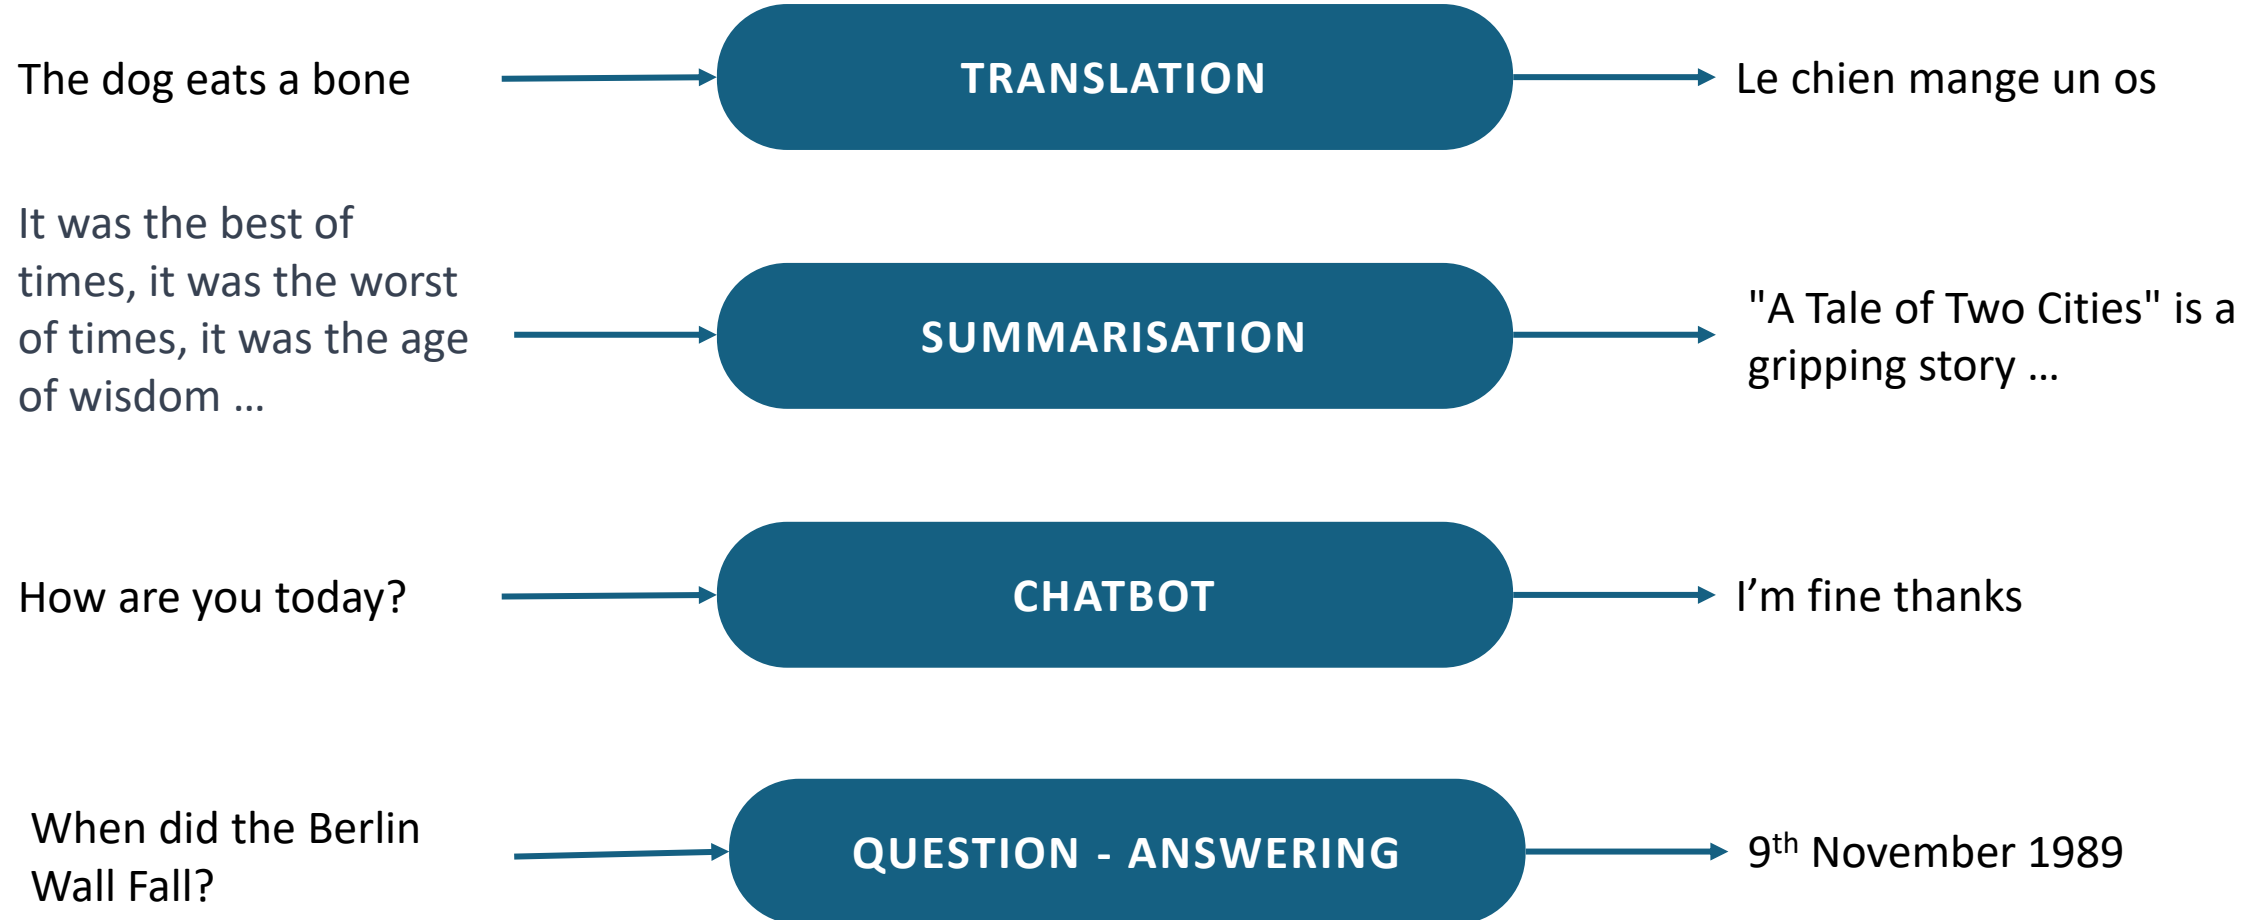 The dog eats a bone
TRANSLATION
Le chien mange un os
It was the best of
times, it was the worst
of times, it was the age
of wisdom ...
SUMMARISATION
"A Tale of Two Cities" is a
gripping story ...
How are you today?
CHATBOT
I’m fine thanks
When did the Berlin
Wall Fall?
QUESTION - ANSWERING
9th November 1989